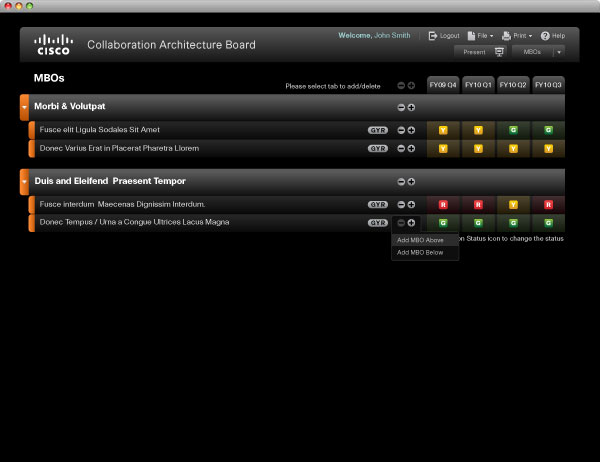 Welcome, John Smith Logout File Print Help
CISCO Collaboration Architecture Board
Present MBOs
MBOs
Please select tab to add/delete FY09 Q4 FY10 Q1 FY10 Q2 FY10 Q3
Morbi & Volutpat
Fusce elit Ligula Sodales Sit Amet GYR Y Y G G
Donec Varius Erat in Placerat Pharetra Llorem GYR Y Y Y Y
Duis and Eleifend Praesent Tempor
Fusce interdum Maecenas Dignissim Interdum. GYR R R Y R
Donec Tempus / Urna a Congue Ultrices Lacus Magna GYR G G G G
Add MBO Above on Status icon to change the status
Add MBO Below